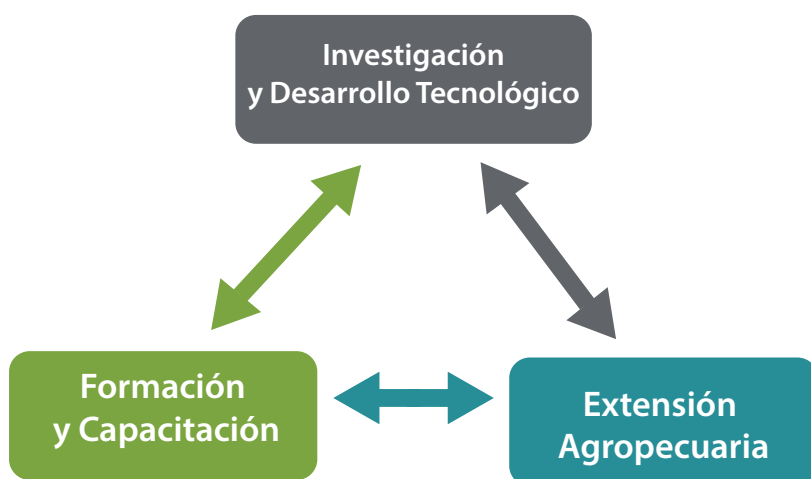 Investigación
y Desarrollo Tecnológico
Formación
y Capacitación
Extensión
Agropecuaria